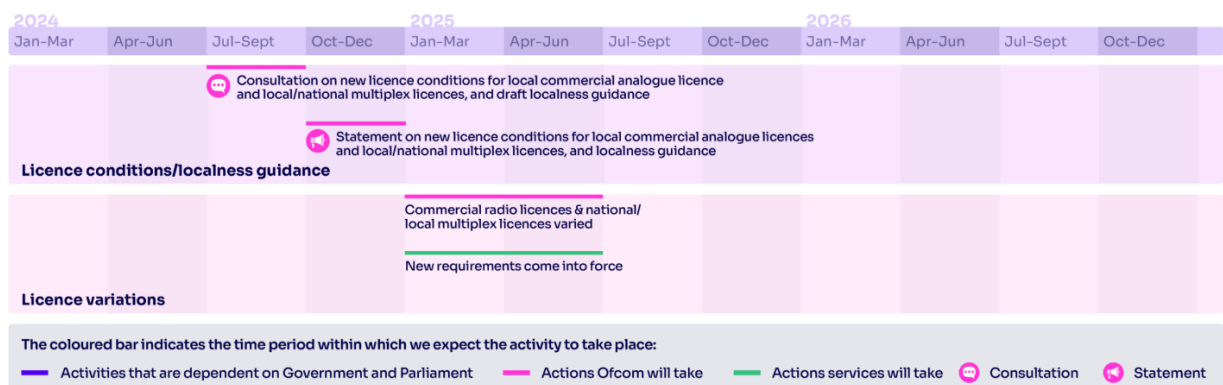 2024 2025 2026
Jan-Mar Apr-Jun Jul-Sept Oct-Dec Jan-Mar Apr-Jun Jul-Sept Oct-Dec Jan-Mar Apr-Jun Jul-Sept Oct-Dec
Consultation on new licence conditions for local commercial analogue licence
and local/national multiplex licences, and draft localness guidance
Statement on new licence conditions for local commercial analogue licences
and local/national multiplex licences, and localness guidance
Licence conditions/localness guidance
Commercial radio licences & national/
local multiplex licences varied
New requirements come into force
Licence variations
The coloured bar indicates the time period within which we expect the activity to take place:
Activities that are dependent on Government and Parliament Actions Ofcom will take Actions services will take Consultation Statement